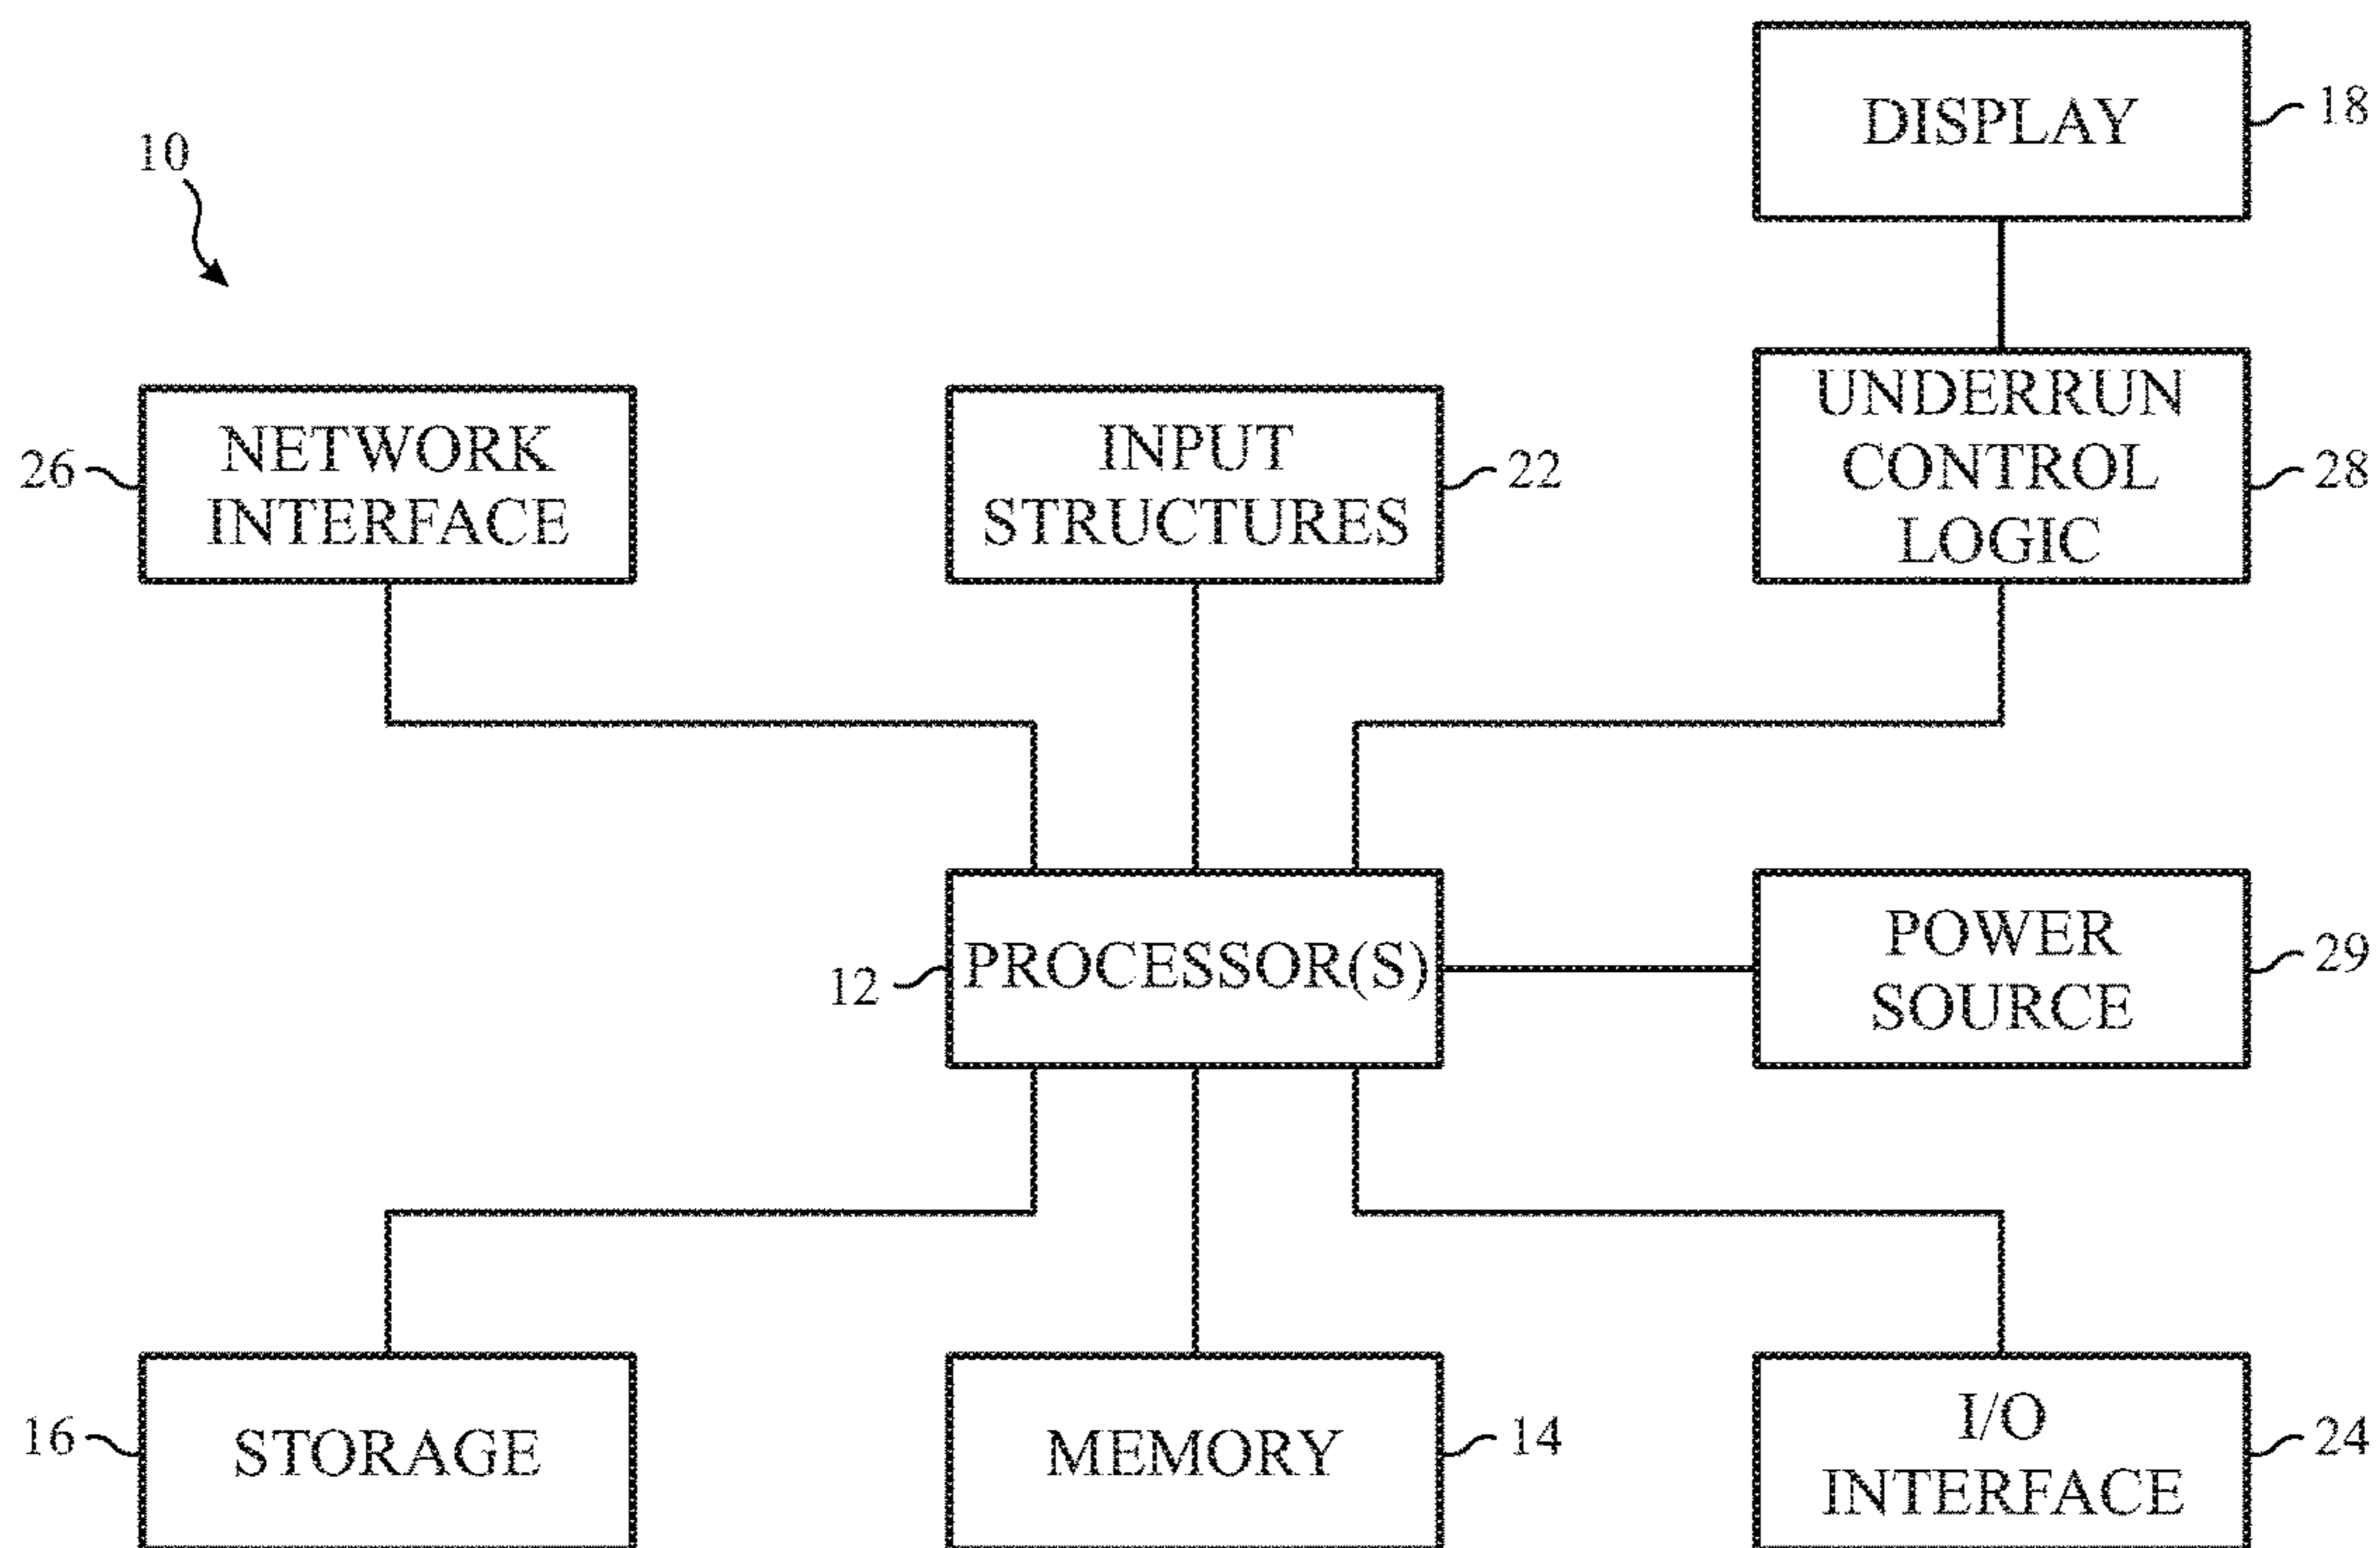 DISPLAY
18
10
NETWORK
INTERFACE
26
INPUT
STRUCTURES
22
UNDERRUN
CONTROL
LOGIC
28
PROCESSOR(S)
12
POWER
SOURCE
29
STORAGE
16
MEMORY
14
I/O
INTERFACE
24